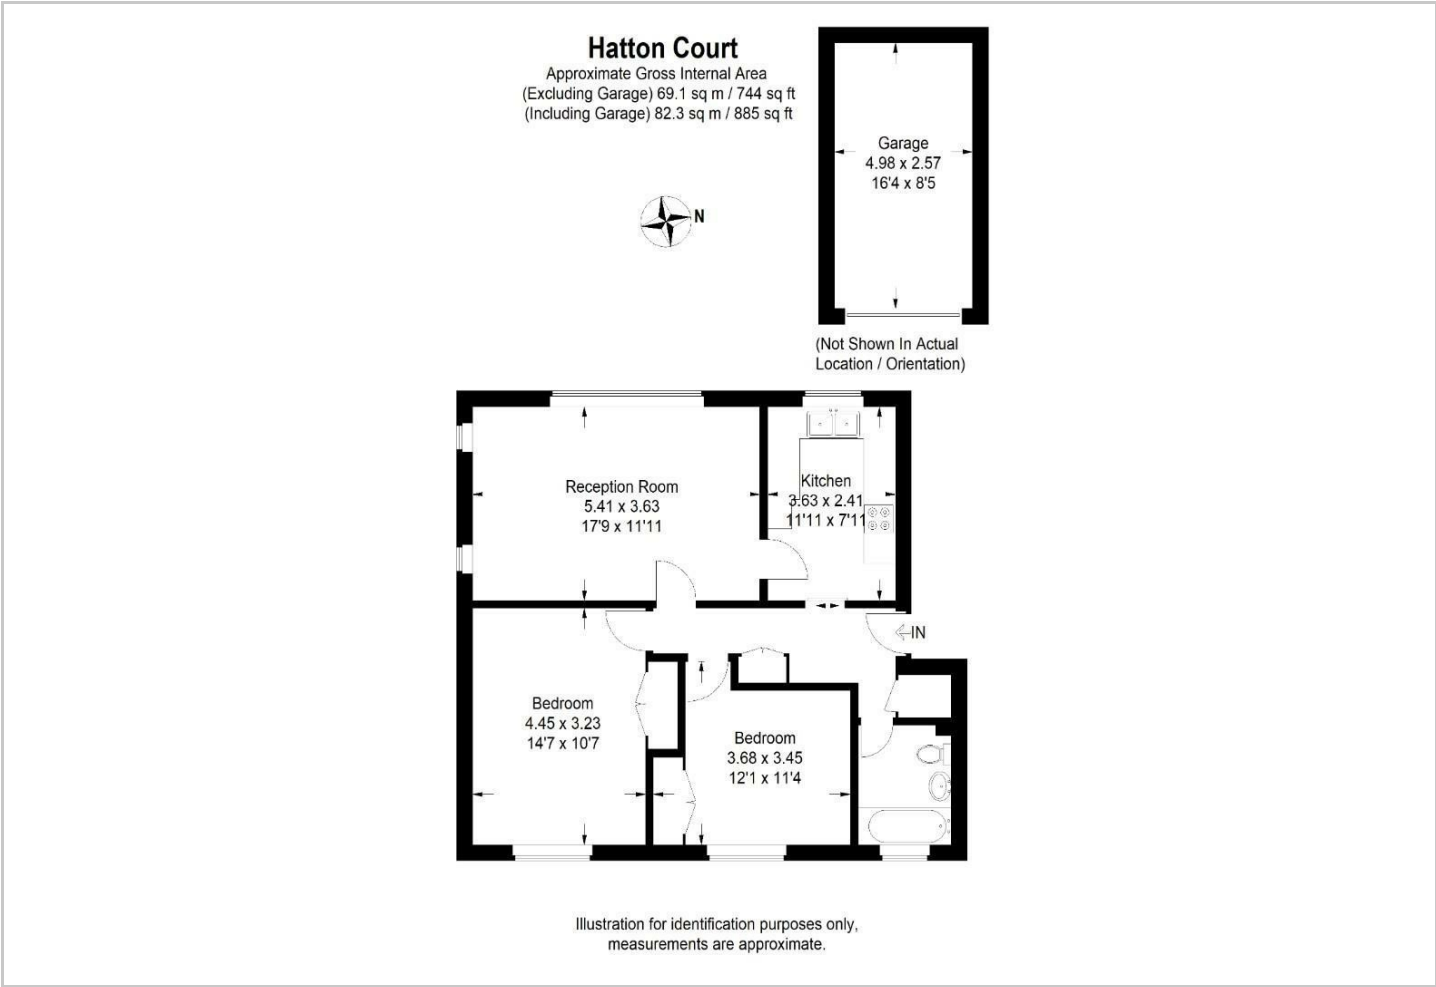 Hatton Court
Approximate Gross Internal Area
(Excluding Garage) 69.1 sq m / 744 sq ft
(Including Garage) 82.3 sq m / 885 sq ft
N
Garage
4.98 x 2.57
16'4 x 8'5
(Not Shown In Actual
Location / Orientation)
Reception Room
5.41 x 3.63
17'9 x 11'11
Kitchen
3.63 x 2.41
11'11 x 7'11
IN
Bedroom
4.45 x 3.23
14'7 x 10'7
Bedroom
3.68 x 3.45
12'1 x 11'4
Illustration for identification purposes only,
measurements are approximate.